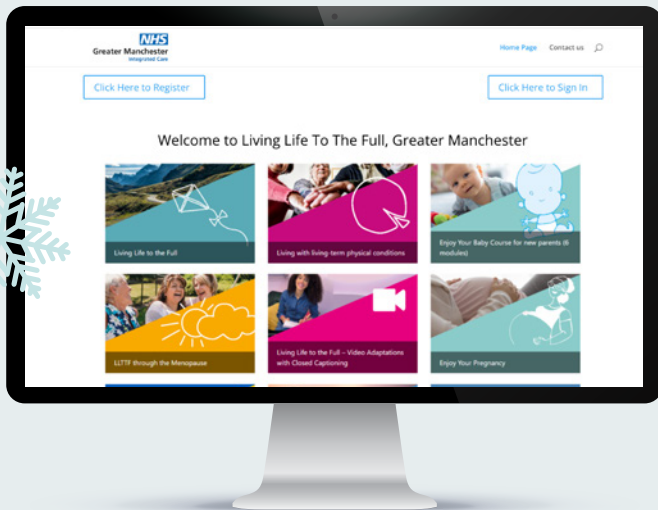 NHS
Greater Manchester
Integrated Care
Home Page Contact us
Click Here to Register
Click Here to Sign In
Welcome to Living Life To The Full, Greater Manchester
Living Life to the Full
Living with living-term physical conditions
Enjoy Your Baby Course for new parents (6
modules)
LLTTF through the Menopause
Living Life to the Full – Video Adaptations
with Closed Captioning
Enjoy Your Pregnancy